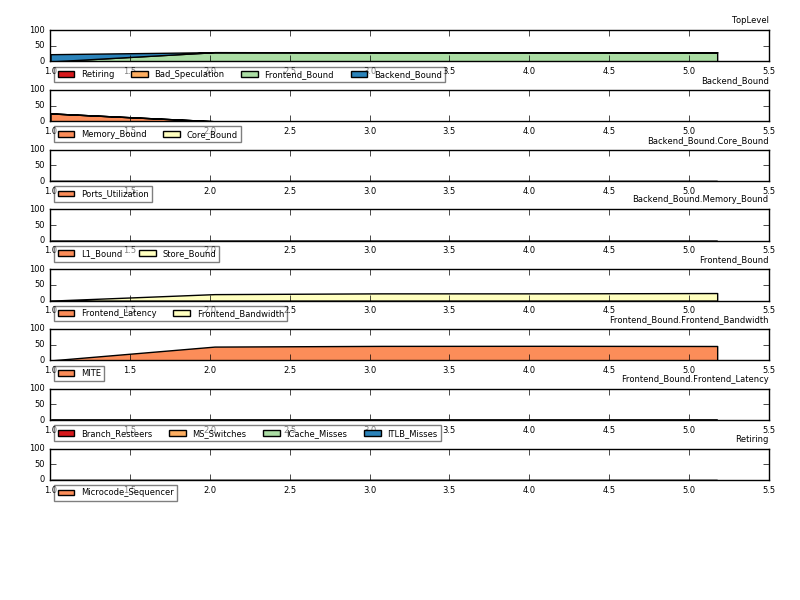 TopLevel
100
50
0
1.0 1.5 2.0 2.5 3.0 3.5 4.0 4.5 5.0 5.5
Retiring Bad_Speculation Frontend_Bound Backend_Bound
Backend_Bound
100
50
0
1.0 1.5 2.0 2.5 3.0 3.5 4.0 4.5 5.0 5.5
Memory_Bound Core_Bound
Backend_Bound.Core_Bound
100
50
0
1.0 1.5 2.0 2.5 3.0 3.5 4.0 4.5 5.0 5.5
Ports_Utilization
Backend_Bound.Memory_Bound
100
50
0
1.0 1.5 2.0 2.5 3.0 3.5 4.0 4.5 5.0 5.5
L1_Bound Store_Bound
Frontend_Bound
100
50
0
1.0 1.5 2.0 2.5 3.0 3.5 4.0 4.5 5.0 5.5
Frontend_Latency Frontend_Bandwidth
Frontend_Bound.Frontend_Bandwidth
100
50
0
1.0 1.5 2.0 2.5 3.0 3.5 4.0 4.5 5.0 5.5
MITE
Frontend_Bound.Frontend_Latency
100
50
0
1.0 1.5 2.0 2.5 3.0 3.5 4.0 4.5 5.0 5.5
Branch_Resteers MS_Switches ICache_Misses ITLB_Misses
Retiring
100
50
0
1.0 1.5 2.0 2.5 3.0 3.5 4.0 4.5 5.0 5.5
Microcode_Sequencer